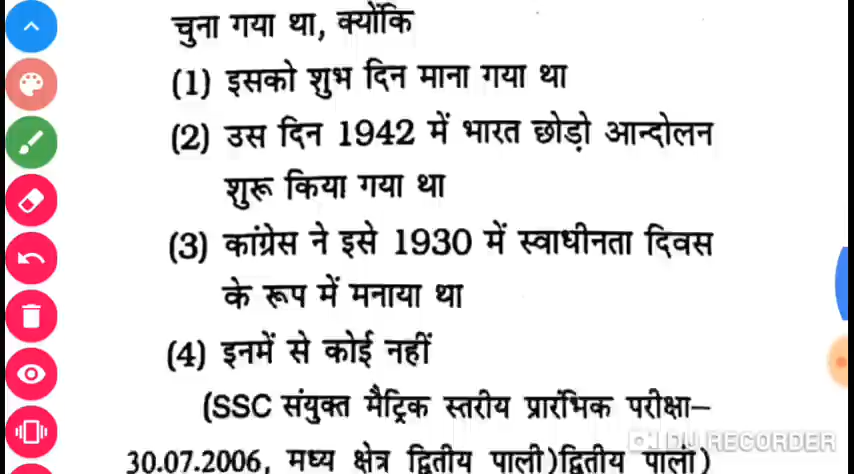 चुना गया था, क्योंकि
(1) इसको शुभ दिन माना गया था
(2) उस दिन 1942 में भारत छोड़ो आन्दोलन
शुरू किया गया था
(3) कांग्रेस ने इसे 1930 में स्वाधीनता दिवस
के रूप में मनाया था
(4) इनमें से कोई नहीं
(SSC संयुक्त मैट्रिक स्तरीय प्रारंभिक परीक्षा–
30.07.2006, मध्य क्षेत्र द्वितीय पाली)द्वितीय पाली)
DU RECORDER